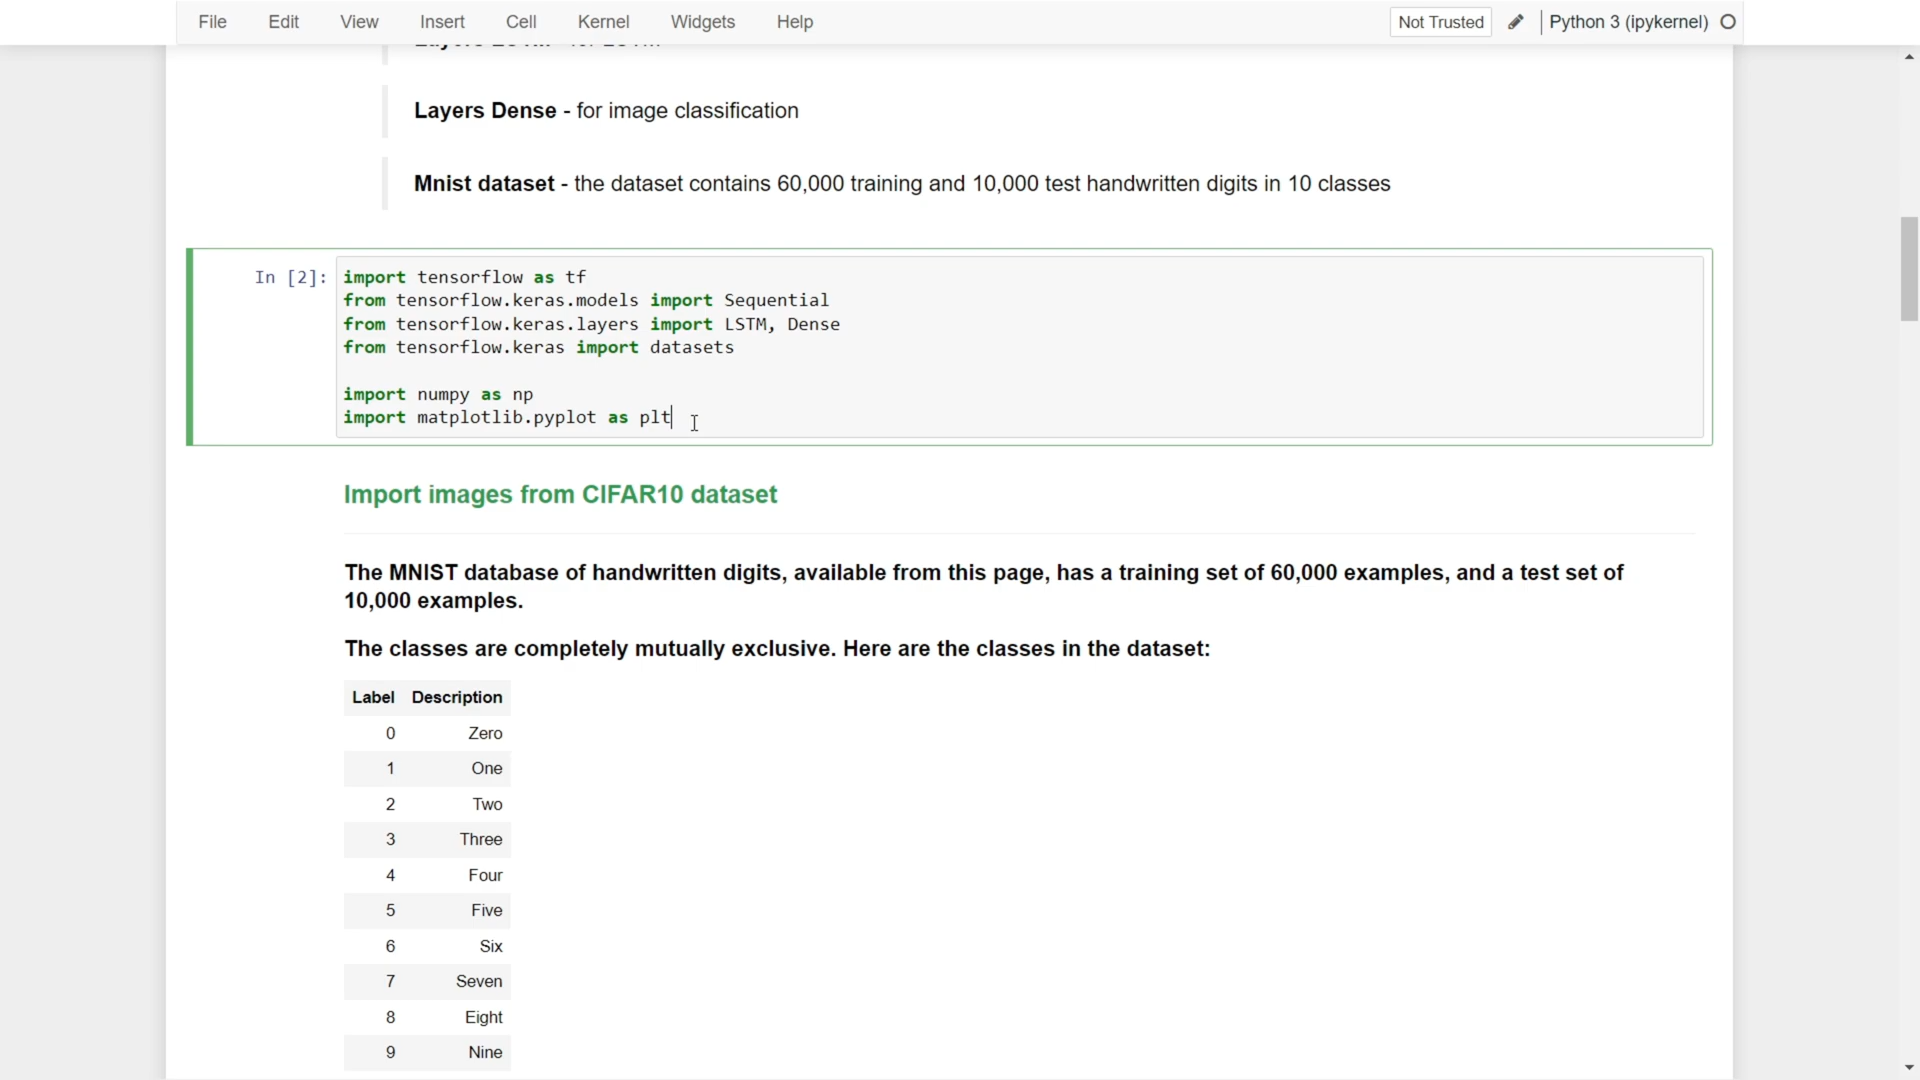 File Edit View Insert Cell Kernel Widgets Help Not Trusted Python 3 (ipykernel)
Layers Dense - for image classification
Mnist dataset - the dataset contains 60,000 training and 10,000 test handwritten digits in 10 classes
In [2]: import tensorflow as tf
from tensorflow.keras.models import Sequential
from tensorflow.keras.layers import LSTM, Dense
from tensorflow.keras import datasets
import numpy as np
import matplotlib.pyplot as plt
Import images from CIFAR10 dataset
The MNIST database of handwritten digits, available from this page, has a training set of 60,000 examples, and a test set of
10,000 examples.
The classes are completely mutually exclusive. Here are the classes in the dataset:
Label Description
0 Zero
1 One
2 Two
3 Three
4 Four
5 Five
6 Six
7 Seven
8 Eight
9 Nine